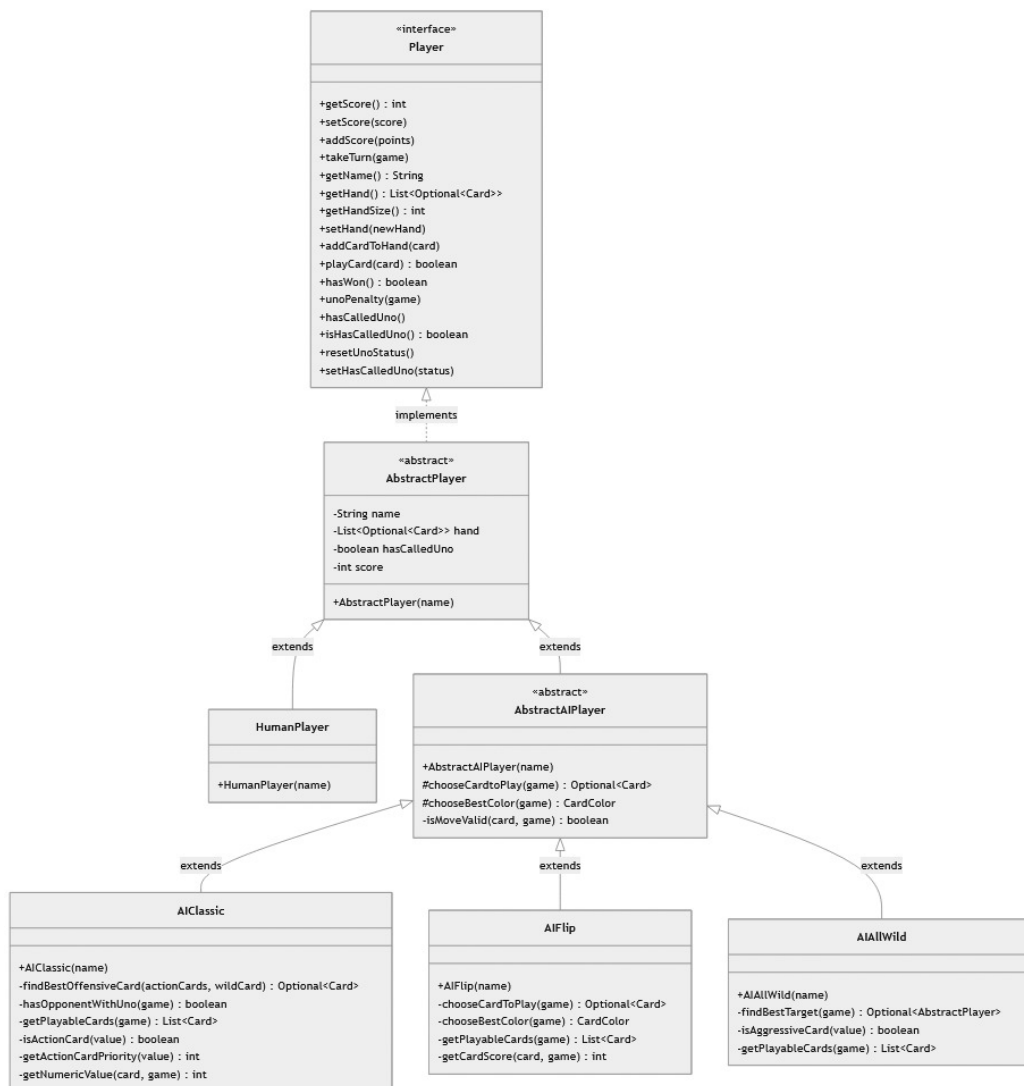 «interface»
Player
+getScore() : int
+setScore(score)
+addScore(points)
+takeTurn(game)
+getName() : String
+getHand() : List<Optional<Card>>
+getHandSize() : int
+setHand(newHand)
+addCardToHand(card)
+playCard(card) : boolean
+hasWon() : boolean
+unoPenalty(game)
+hasCalledUno()
+isHasCalledUno() : boolean
+resetUnoStatus()
+setHasCalledUno(status)
implements
«abstract»
AbstractPlayer
-String name
-List<Optional<Card>> hand
-boolean hasCalledUno
-int score
+AbstractPlayer(name)
extends
extends
HumanPlayer
+HumanPlayer(name)
«abstract»
AbstractAIPlayer
+AbstractAIPlayer(name)
#chooseCardtoPlay(game) : Optional<Card>
#chooseBestColor(game) : CardColor
-isMoveValid(card, game) : boolean
extends
extends
extends
AIClassic
+AIClassic(name)
-findBestOffensiveCard(actionCards, wildCard) : Optional<Card>
-hasOpponentWithUno(game) : boolean
-getPlayableCards(game) : List<Card>
-isActionCard(value) : boolean
-getActionCardPriority(value) : int
-getNumericValue(card, game) : int
AIFlip
+AIFlip(name)
-chooseCardToPlay(game) : Optional<Card>
-chooseBestColor(game) : CardColor
-getPlayableCards(game) : List<Card>
-getCardScore(card, game) : int
AIAllWild
+AIAllWild(name)
-findBestTarget(game) : Optional<AbstractPlayer>
-isAggressiveCard(value) : boolean
-getPlayableCards(game) : List<Card>